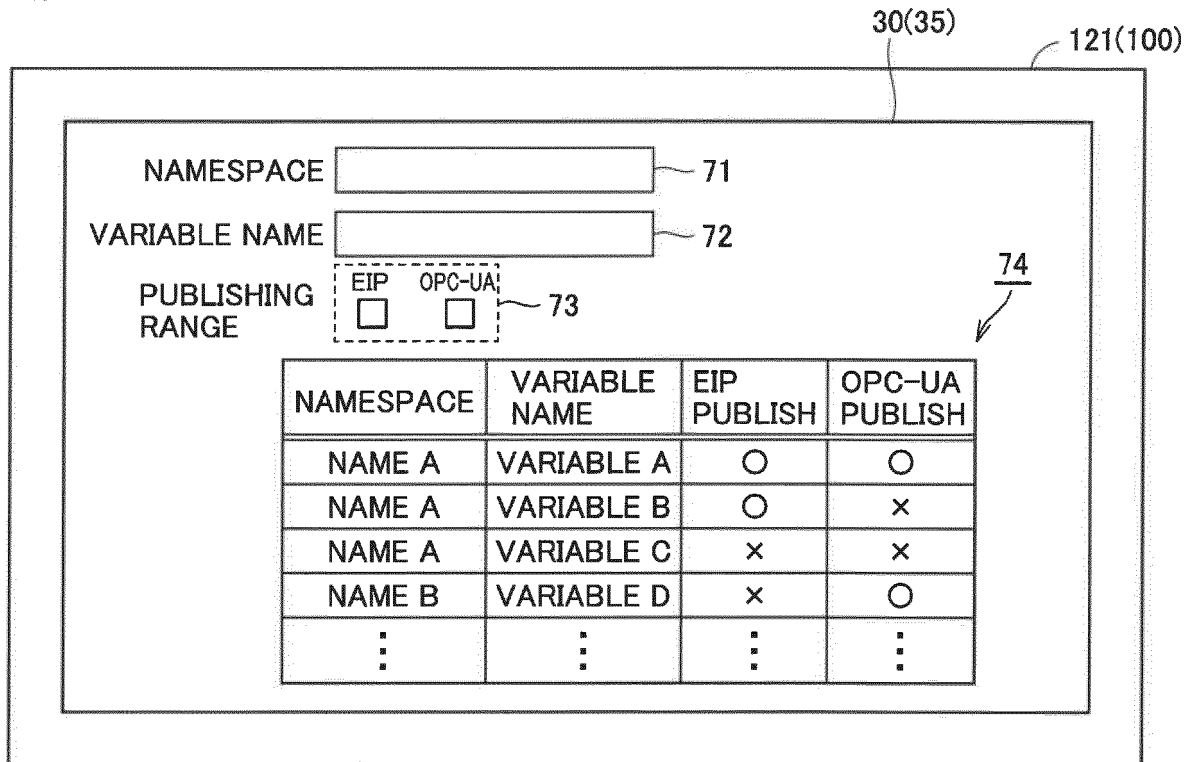 30(35)
121(100)
NAMESPACE
71
VARIABLE NAME
72
EIP OPC-UA
PUBLISHING
RANGE
73
74
NAMESPACE VARIABLE NAME EIP PUBLISH OPC-UA PUBLISH
NAME A VARIABLE A ○ ○
NAME A VARIABLE B ○ ×
NAME A VARIABLE C × ×
NAME B VARIABLE D × ○
⋮ ⋮ ⋮ ⋮